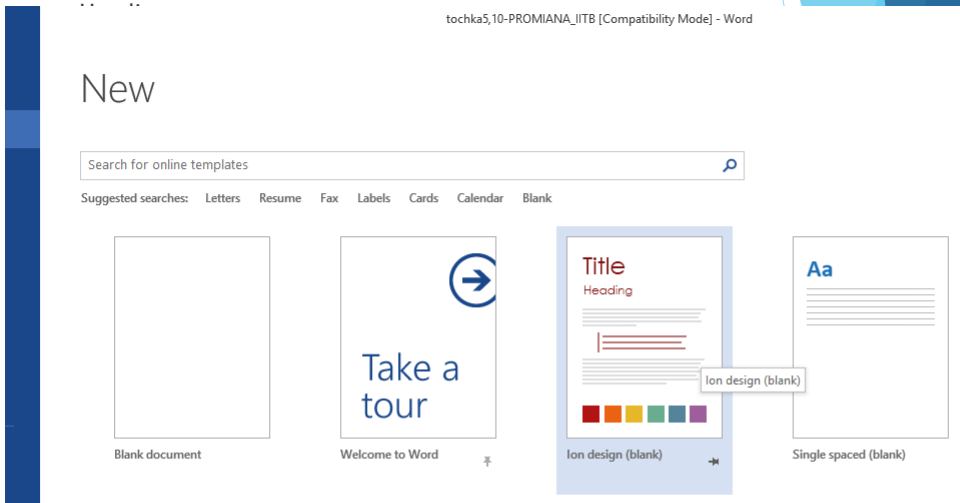 tochka5,10-PROMIANA_IITB [Compatibility Mode] - Word
New
Search for online templates
Suggested searches: Letters Resume Fax Labels Cards Calendar Blank
Take a
tour
Title
Heading
Aa
Ion design (blank)
Blank document
Welcome to Word
Ion design (blank)
Single spaced (blank)